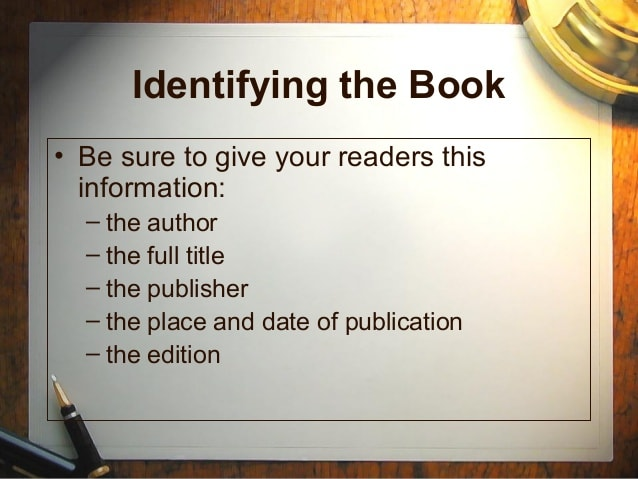 Identifying the Book
• Be sure to give your readers this
information:
– the author
– the full title
– the publisher
– the place and date of publication
– the edition